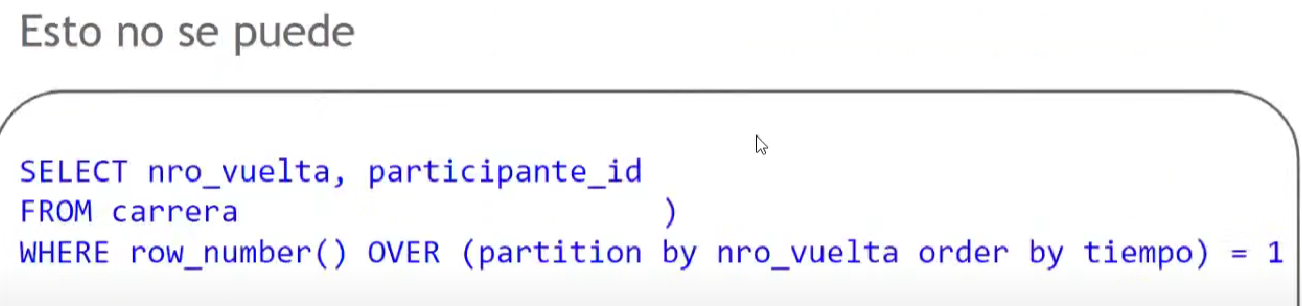 Esto no se puede
SELECT nro_vuelta, participante_id
FROM carrera )
WHERE row_number() OVER (partition by nro_vuelta order by tiempo) = 1